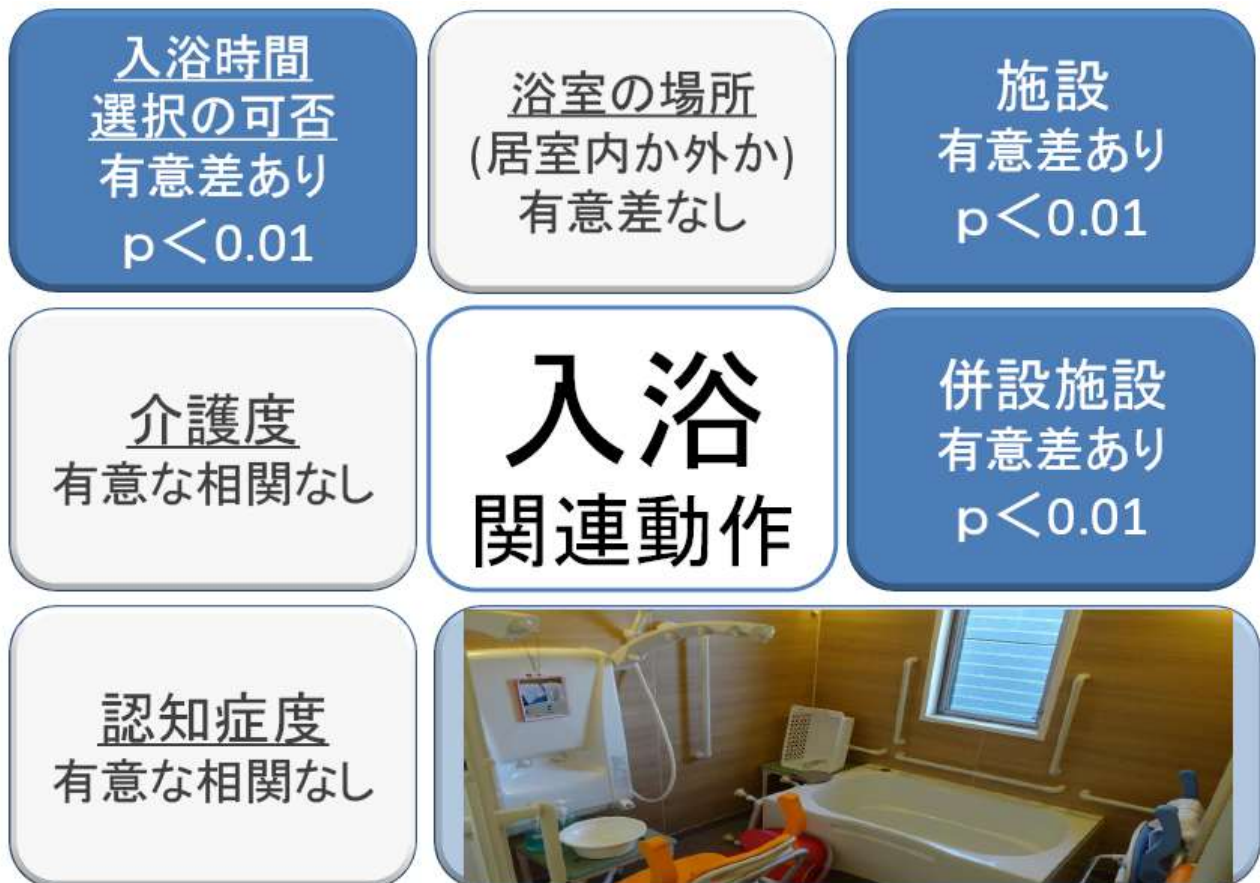 入浴時間
選択の可否
有意差あり
p＜0.01
浴室の場所
(居室内か外か)
有意差なし
施設
有意差あり
p＜0.01
介護度
有意な相関なし
入浴
関連動作
併設施設
有意差あり
p＜0.01
認知症度
有意な相関なし